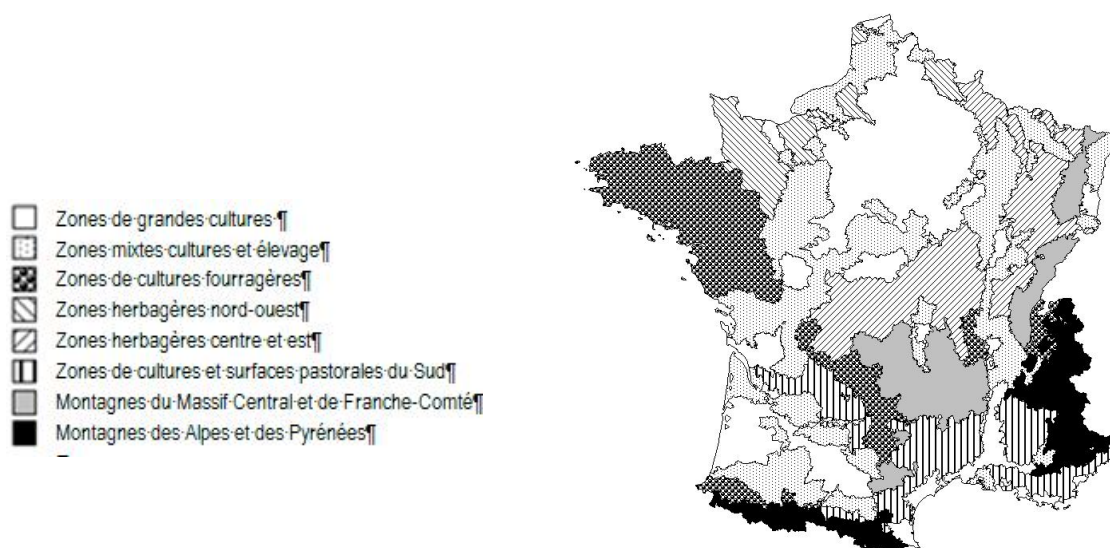 Zones·de·grandes·cultures·¶
Zones·mixtes·cultures·et·élevage¶
Zones·de·cultures·fourragères¶
Zones·herbagères·nord-ouest¶
Zones·herbagères·centre·et·est¶
Zones·de·cultures·et·surfaces·pastorales·du·Sud¶
Montagnes·du·Massif·Central·et·de·Franche-Comté¶
Montagnes·des·Alpes·et·des·Pyrénées¶